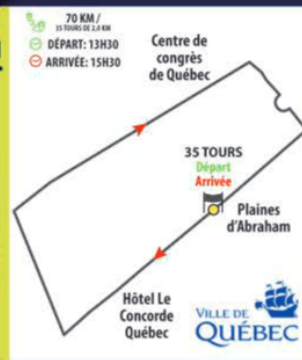 70 KM /
35 TOURS DE 2,0 KM
DÉPART: 13H30
ARRIVÉE: 15H30
Centre de
congrès
de Québec
35 TOURS
Départ
Arrivée
Plaines
d'Abraham
Hôtel Le
Concorde
Québec
VILLE DE
QUÉBEC